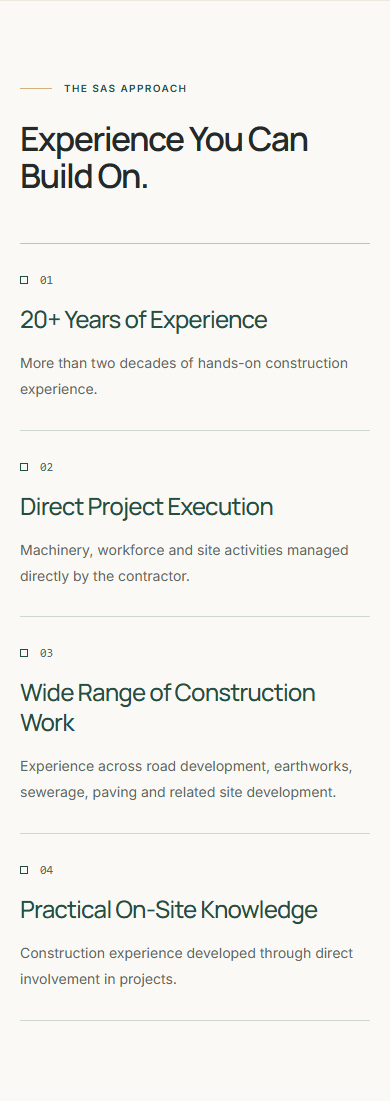 THE SAS APPROACH
Experience You Can
Build On.
01
20+ Years of Experience
More than two decades of hands-on construction
experience.
02
Direct Project Execution
Machinery, workforce and site activities managed
directly by the contractor.
03
Wide Range of Construction
Work
Experience across road development, earthworks,
sewerage, paving and related site development.
04
Practical On-Site Knowledge
Construction experience developed through direct
involvement in projects.